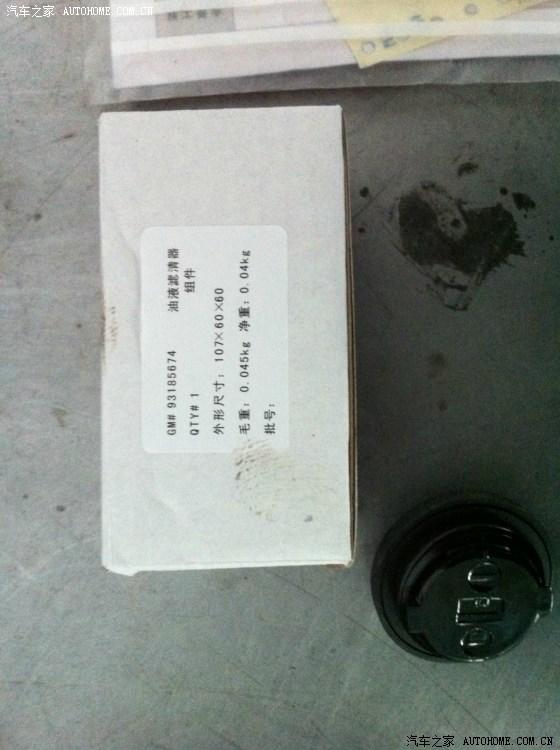 汽车之家 AUTOHOME.COM.CN
GM# 93185674 油液滤清器
QTY# 1 组件
外形尺寸: 107×60×60
毛重: 0.045kg 净重: 0.04kg
批号:
汽车之家 AUTOHOME.COM.CN